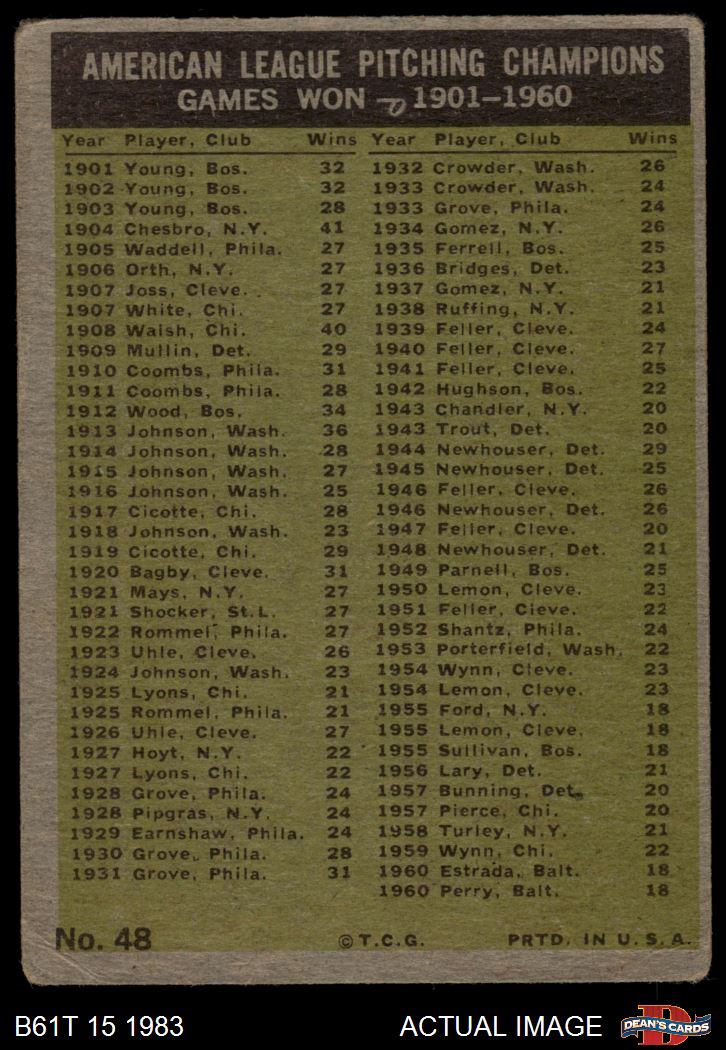 AMERICAN LEAGUE PITCHING CHAMPIONS
GAMES WON — 1901—1960
Year Player, Club Wins Year Player, Club Wins
1901 Young, Bos. 32 1932 Crowder, Wash. 26
1902 Young, Bos. 32 1933 Crowder, Wash. 24
1903 Young, Bos. 28 1933 Grove, Phila. 24
1904 Chesbro, N.Y. 41 1934 Gomez, N.Y. 26
1905 Waddell, Phila. 27 1935 Ferrell, Bos. 25
1906 Orth, N.Y. 27 1936 Bridges, Det. 23
1907 Joss, Cleve. 27 1937 Gomez, N.Y. 21
1907 White, Chi. 27 1938 Ruffing, N.Y. 21
1908 Walsh, Chi. 40 1939 Feller, Cleve. 24
1909 Mullin, Det. 29 1940 Feller, Cleve. 27
1910 Coombs, Phila. 31 1941 Feller, Cleve. 25
1911 Coombs, Phila. 28 1942 Hughson, Bos. 22
1912 Wood, Bos. 34 1943 Chandler, N.Y. 20
1913 Johnson, Wash. 36 1943 Trout, Det. 20
1914 Johnson, Wash. 28 1944 Newhouser, Det. 29
1915 Johnson, Wash. 27 1945 Newhouser, Det. 25
1916 Johnson, Wash. 25 1946 Feller, Cleve. 26
1917 Cicotte, Chi. 28 1946 Newhouser, Det. 26
1918 Johnson, Wash. 23 1947 Feller, Cleve. 20
1919 Cicotte, Chi. 29 1948 Newhouser, Det. 21
1920 Bagby, Cleve. 31 1949 Parnell, Bos. 25
1921 Mays, N.Y. 27 1950 Lemon, Cleve. 23
1921 Shocker, St.L. 27 1951 Feller, Cleve. 22
1922 Rommel, Phila. 27 1952 Shantz, Phila. 24
1923 Uhle, Cleve. 26 1953 Porterfield, Wash. 22
1924 Johnson, Wash. 23 1954 Wynn, Cleve. 23
1925 Lyons, Chi. 21 1954 Lemon, Cleve. 23
1925 Rommel, Phila. 21 1955 Ford, N.Y. 18
1926 Uhle, Cleve. 27 1955 Lemon, Cleve. 18
1927 Hoyt, N.Y. 22 1955 Sullivan, Bos. 18
1927 Lyons, Chi. 22 1956 Lary, Det. 21
1928 Grove, Phila. 24 1957 Bunning, Det. 20
1928 Pipgras, N.Y. 24 1957 Pierce, Chi. 20
1929 Earnshaw, Phila. 24 1958 Turley, N.Y. 21
1930 Grove, Phila. 28 1959 Wynn, Chi. 22
1931 Grove, Phila. 31 1960 Estrada, Balt. 18
1960 Perry, Balt. 18
No. 48 ©T.C.G. PRTD. IN U.S.A.
B61T 15 1983 ACTUAL IMAGE D DEAN'S CARDS